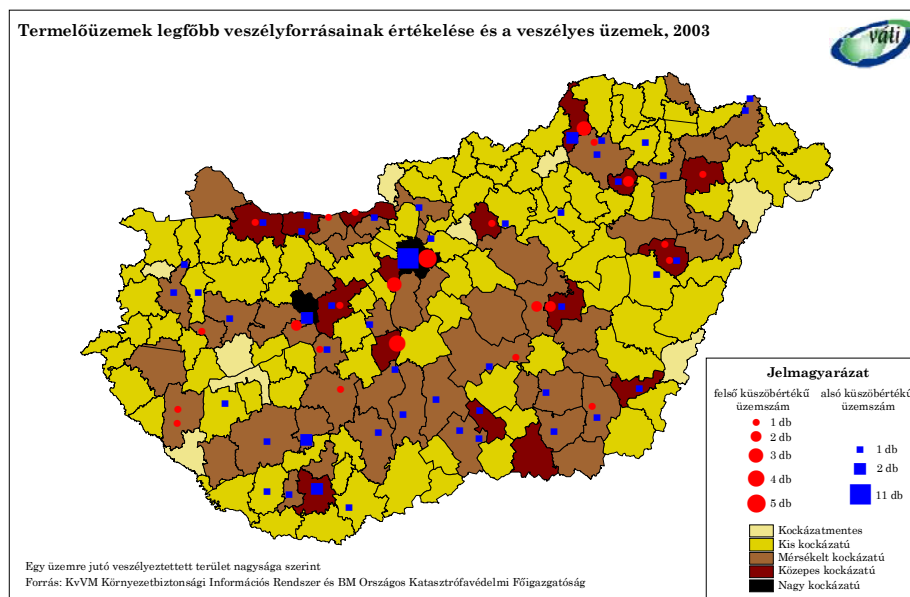 Termelőüzemek legfőbb veszélyforrásainak értékelése és a veszélyes üzemek, 2003
váti
Jelmagyarázat
felső küszöbértékű üzemszám
alsó küszöbértékű üzemszám
1 db
2 db
3 db
4 db
5 db
1 db
2 db
11 db
Kockázatmentes
Kis kockázatú
Mérsékelt kockázatú
Közepes kockázatú
Nagy kockázatú
Egy üzemre jutó veszélyeztettett terület nagysága szerint
Forrás: KvVM Környezetbiztonsági Információs Rendszer és BM Országos Katasztrófavédelmi Főigazgatóság